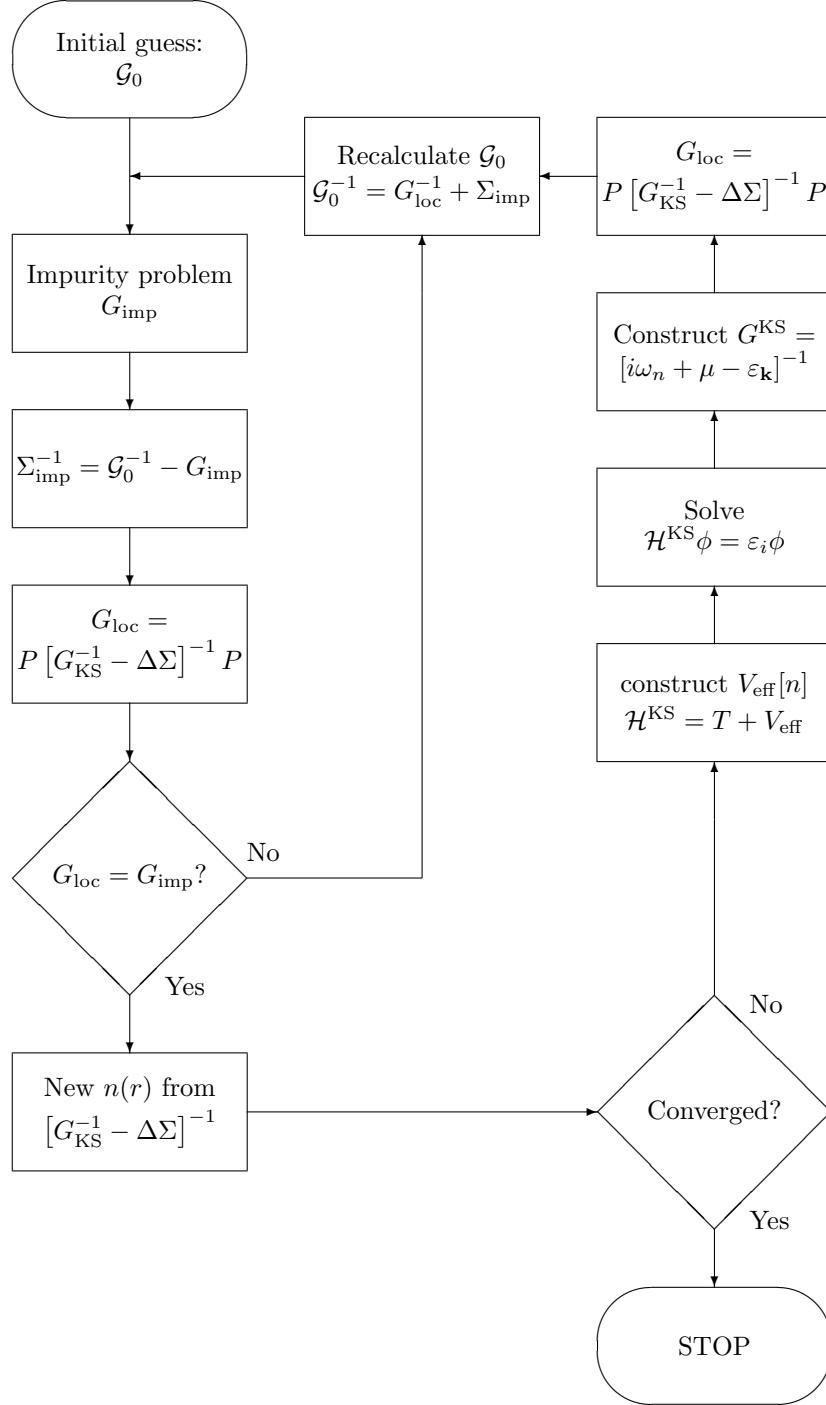 Initial guess:
𝒢₀
Recalculate 𝒢₀
𝒢₀⁻¹ = G_loc⁻¹ + Σ_imp
G_loc =
P [G_KS⁻¹ − ΔΣ]⁻¹ P
Impurity problem
G_imp
Construct G^KS =
[iω_n + μ − ε_𝐤]⁻¹
Σ_imp⁻¹ = 𝒢₀⁻¹ − G_imp
Solve
ℋ^KS ϕ = ε_i ϕ
G_loc =
P [G_KS⁻¹ − ΔΣ]⁻¹ P
construct V_eff[n]
ℋ^KS = T + V_eff
G_loc = G_imp?
No
Yes
New n(r) from
[G_KS⁻¹ − ΔΣ]⁻¹
No
Converged?
Yes
STOP